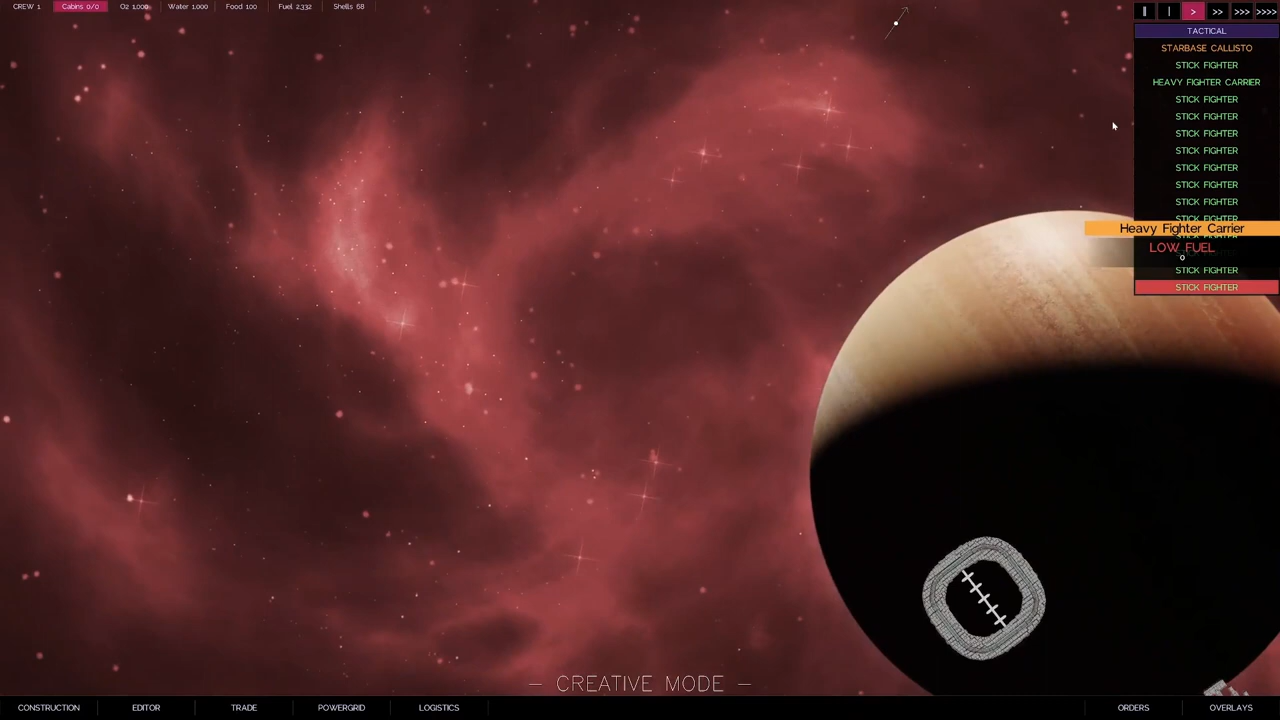 CREW 1 Cabins 0/0 O2 1,000 Water 1,000 Food 100 Fuel 2,332 Shells 68
|| | > >> >>> >>>>
TACTICAL
STARBASE CALLISTO
STICK FIGHTER
HEAVY FIGHTER CARRIER
STICK FIGHTER
STICK FIGHTER
STICK FIGHTER
STICK FIGHTER
STICK FIGHTER
STICK FIGHTER
STICK FIGHTER
STICK FIGHTER
Heavy Fighter Carrier
LOW FUEL
0
STICK FIGHTER
STICK FIGHTER
— CREATIVE MODE —
CONSTRUCTION EDITOR TRADE POWERGRID LOGISTICS ORDERS OVERLAYS